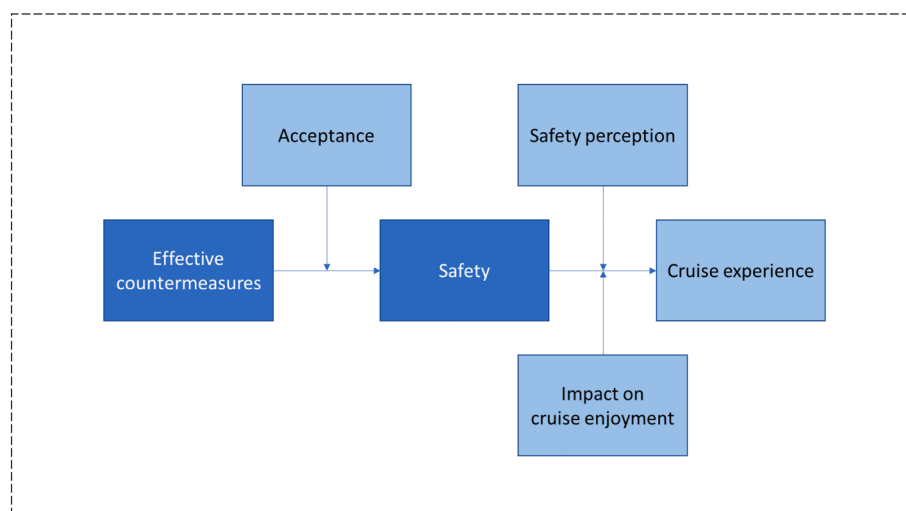 Acceptance
Safety perception
Effective
countermeasures
Safety
Cruise experience
Impact on
cruise enjoyment